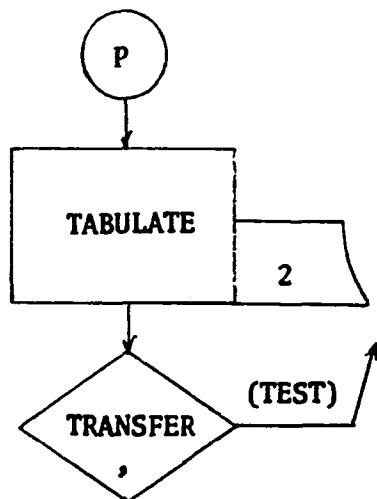 P
TABULATE
2
(TEST)
TRANSFER
,